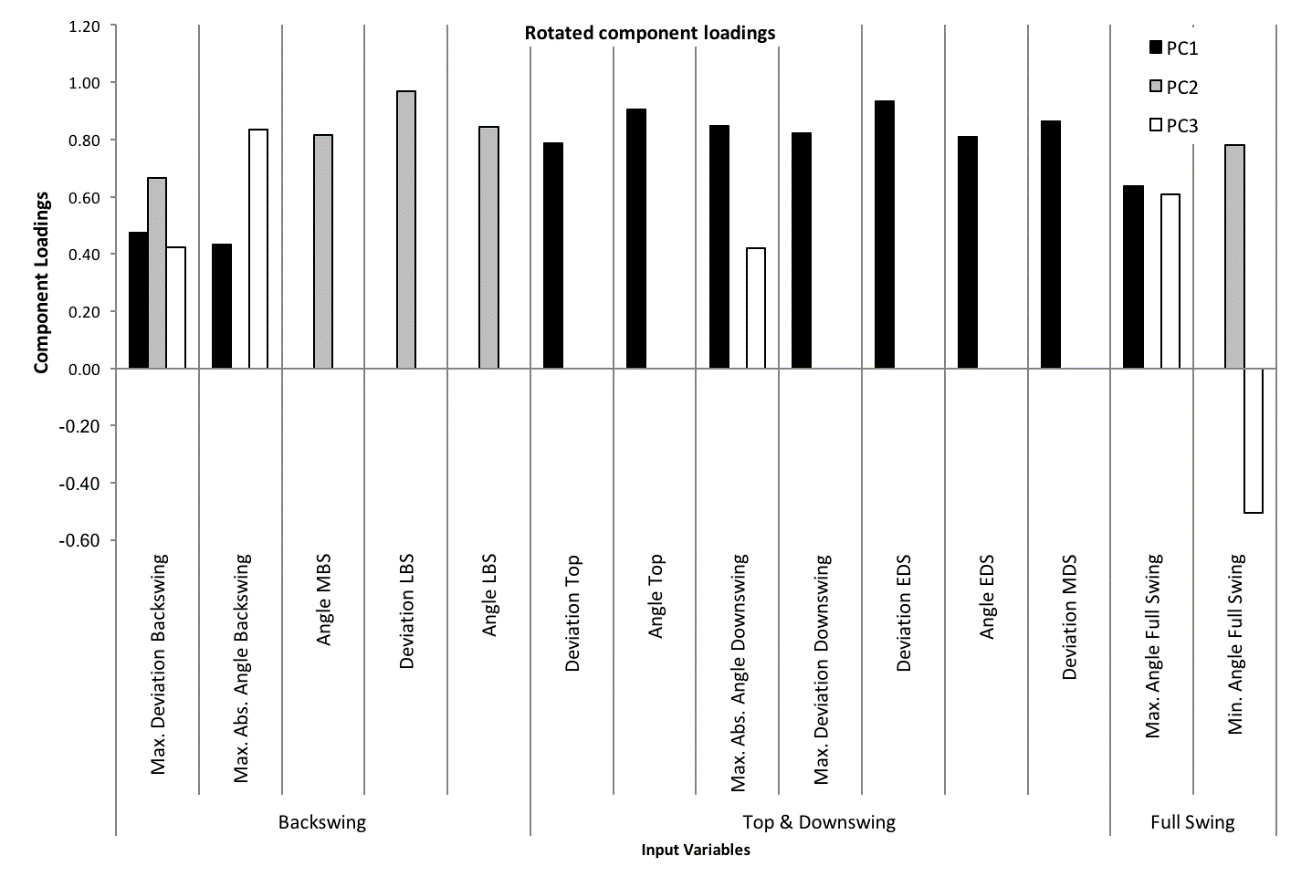 Rotated component loadings
PC1
PC2
PC3
Component Loadings
1.20
1.00
0.80
0.60
0.40
0.20
0.00
-0.20
-0.40
-0.60
Max. Deviation Backswing
Max. Abs. Angle Backswing
Angle MBS
Deviation LBS
Angle LBS
Deviation Top
Angle Top
Max. Abs. Angle Downswing
Max. Deviation Downswing
Deviation EDS
Angle EDS
Deviation MDS
Max. Angle Full Swing
Min. Angle Full Swing
Backswing
Top & Downswing
Full Swing
Input Variables